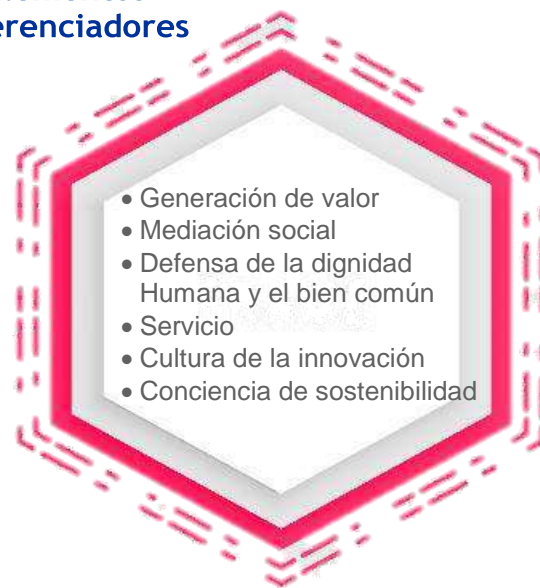 erenciadores
• Generación de valor
• Mediación social
• Defensa de la dignidad
Humana y el bien común
• Servicio
• Cultura de la innovación
• Conciencia de sostenibilidad